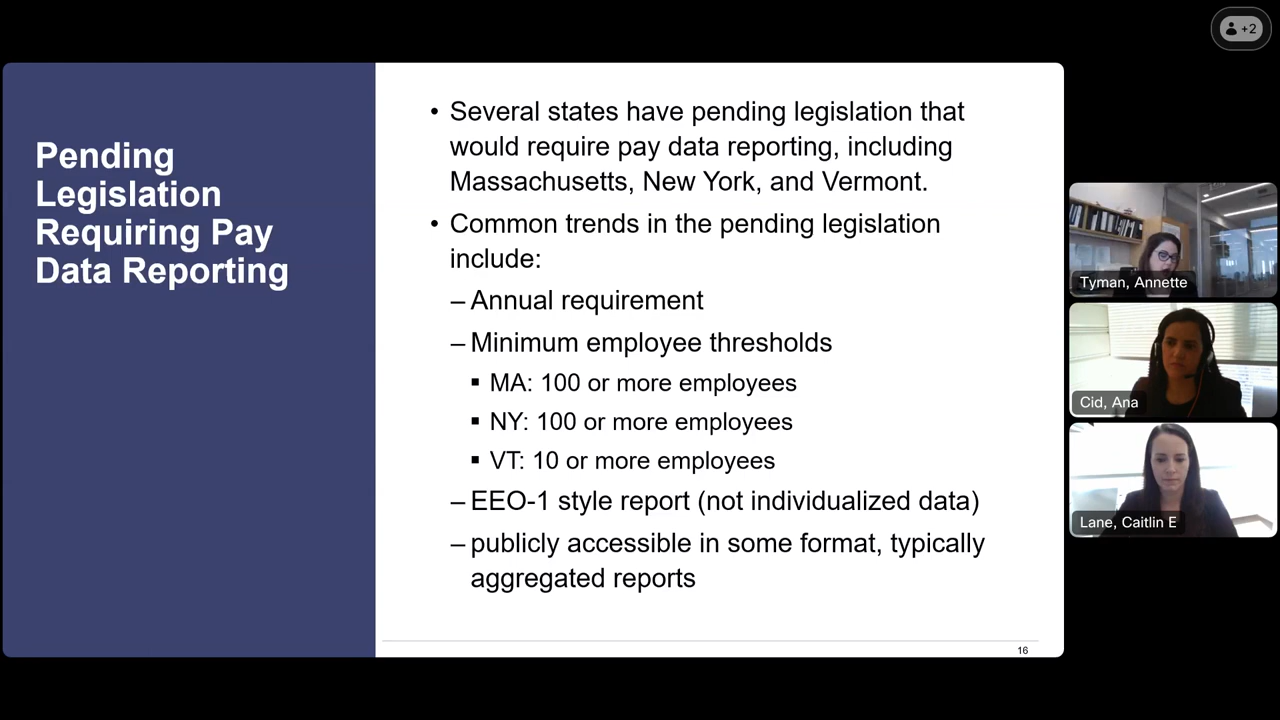 +2
Pending
Legislation
Requiring Pay
Data Reporting
• Several states have pending legislation that
would require pay data reporting, including
Massachusetts, New York, and Vermont.
• Common trends in the pending legislation
include:
– Annual requirement
– Minimum employee thresholds
▪ MA: 100 or more employees
▪ NY: 100 or more employees
▪ VT: 10 or more employees
– EEO-1 style report (not individualized data)
– publicly accessible in some format, typically
aggregated reports
16
Tyman, Annette
Cid, Ana
Lane, Caitlin E